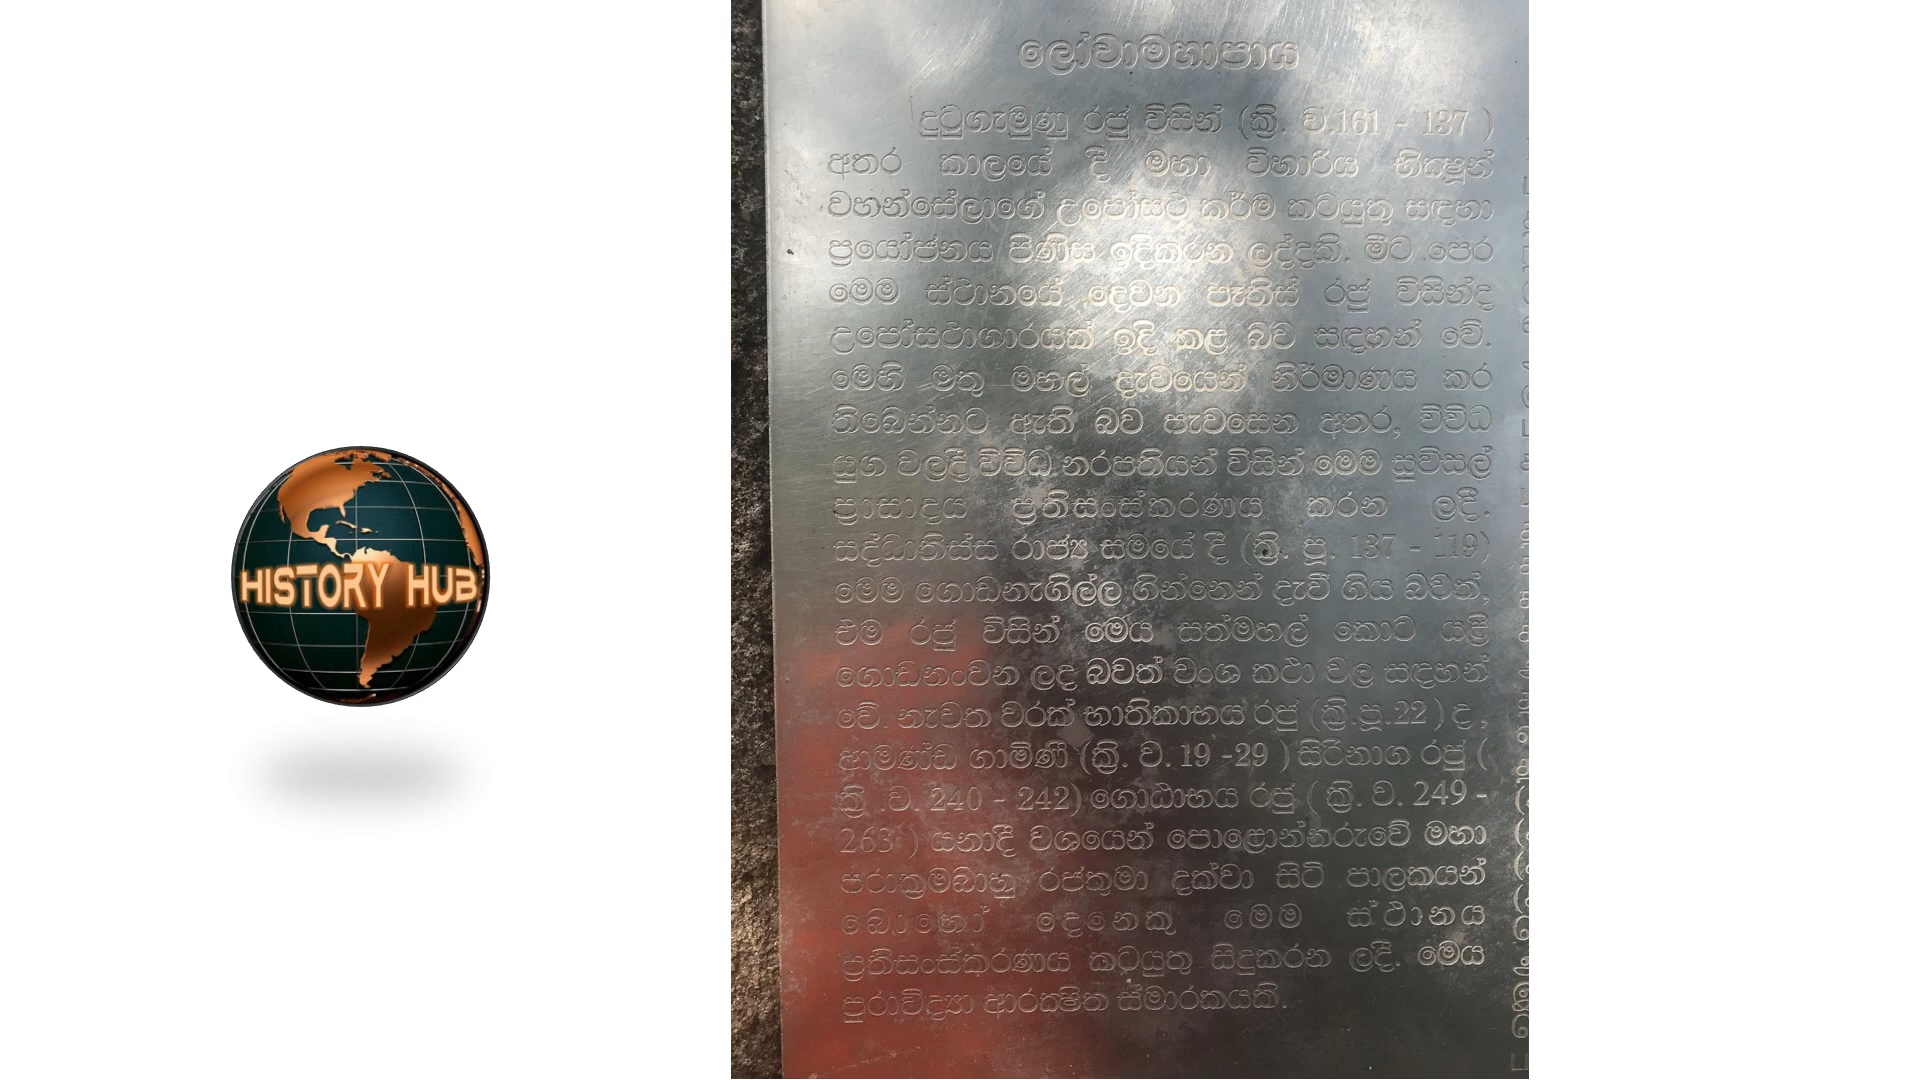 HISTORY HUB
ලෝවාමහාපාය
දුටුගැමුණු රජු විසින් (ක්‍රි. ව.161 - 137 )
අතර කාලයේ දී මහා විහාරීය භික්ෂූන්
වහන්සේලාගේ උපෝසථ කර්ම කටයුතු සඳහා
ප්‍රයෝජනය පිණිස ඉදිකරන ලද්දකි. මීට පෙර
මෙම ස්ථානයේ දෙවන පෑතිස් රජු විසින්ද
උපෝසථාගාරයක් ඉදි කළ බව සඳහන් වේ.
මෙහි මතු මහල් දැවයෙන් නිර්මාණය කර
තිබෙන්නට ඇති බව පැවසෙන අතර, විවිධ
යුග වලදී විවිධ නරපතියන් විසින් මෙම සුවිසල්
ප්‍රාසාදය ප්‍රතිසංස්කරණය කරන ලදී.
සද්ධාතිස්ස රාජ්‍ය සමයේ දී (ක්‍රි. පූ. 137 - 119)
මෙම ගොඩනැගිල්ල ගින්නෙන් දැවී ගිය බවත්,
එම රජු විසින් මෙය සත්මහල් කොට යළි
ගොඩනංවන ලද බවත් වංශ කථා වල සඳහන්
වේ. නැවත වරක් භාතිකාභය රජු (ක්‍රි.පූ.22 ) ද ,
ආමණ්ඩ ගාමිණී (ක්‍රි. ව. 19 -29 ) සිරිනාග රජු (
ක්‍රි .ව. 240 - 242) ගොඨාභය රජු ( ක්‍රි. ව. 249 -
263 ) යනාදී වශයෙන් පොළොන්නරුවේ මහා
පරාක්‍රමබාහු රජතුමා දක්වා සිටි පාලකයන්
බොහෝ දෙනෙකු මෙම ස්ථානය
ප්‍රතිසංස්කරණය කටයුතු සිදුකරන ලදී. මෙය
පුරාවිද්‍යා ආරක්ෂිත ස්මාරකයකි.